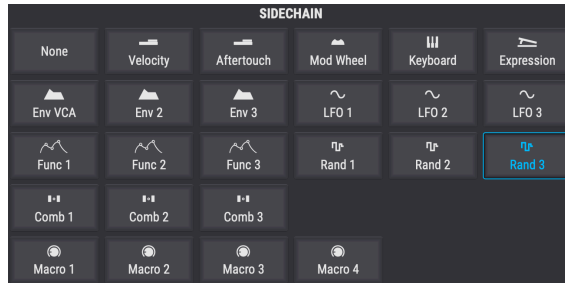 SIDECHAIN
None Velocity Aftertouch Mod Wheel Keyboard Expression
Env VCA Env 2 Env 3 LFO 1 LFO 2 LFO 3
Func 1 Func 2 Func 3 Rand 1 Rand 2 Rand 3
Comb 1 Comb 2 Comb 3
Macro 1 Macro 2 Macro 3 Macro 4